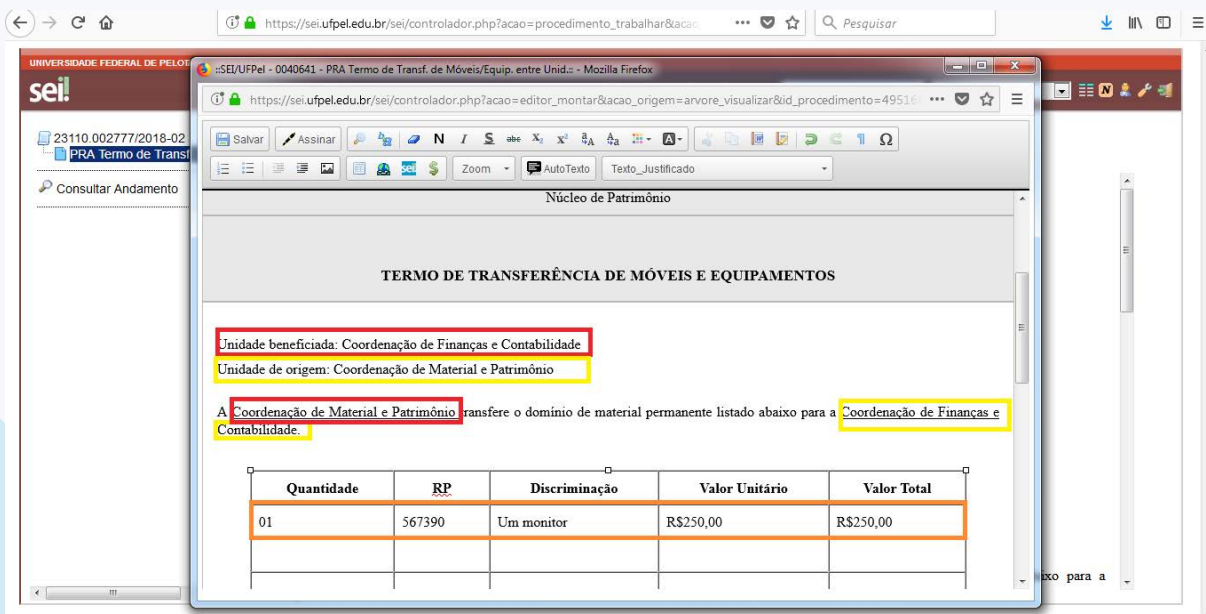 https://sei.ufpel.edu.br/sei/controlador.php?acao=procedimento_trabalhar&acao
Pesquisar
UNIVERSIDADE FEDERAL DE PELOT
sei!
::SEI/UFPel - 0040641 - PRA Termo de Transf. de Móveis/Equip. entre Unid.:: - Mozilla Firefox
https://sei.ufpel.edu.br/sei/controlador.php?acao=editor_montar&acao_origem=arvore_visualizar&id_procedimento=49516
23110.002777/2018-02
PRA Termo de Transf
Consultar Andamento
Salvar Assinar N I S abc X₂ X² Ω
Zoom AutoTexto Texto_Justificado
Núcleo de Patrimônio
TERMO DE TRANSFERÊNCIA DE MÓVEIS E EQUIPAMENTOS
Unidade beneficiada: Coordenação de Finanças e Contabilidade
Unidade de origem: Coordenação de Material e Patrimônio
A Coordenação de Material e Patrimônio transfere o domínio de material permanente listado abaixo para a Coordenação de Finanças e
Contabilidade.
Quantidade RP Discriminação Valor Unitário Valor Total
01 567390 Um monitor R$250,00 R$250,00
ixo para a